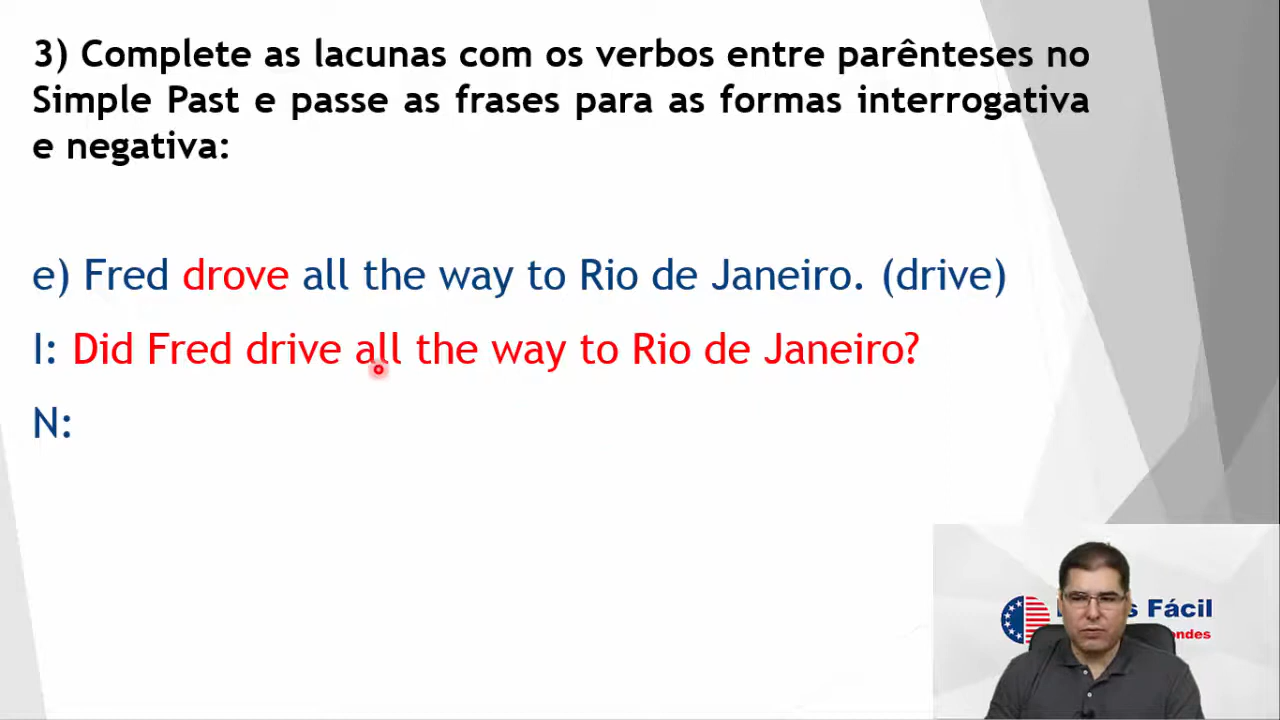 3) Complete as lacunas com os verbos entre parênteses no
Simple Past e passe as frases para as formas interrogativa
e negativa:
e) Fred drove all the way to Rio de Janeiro. (drive)
I: Did Fred drive all the way to Rio de Janeiro?
N:
Fácil